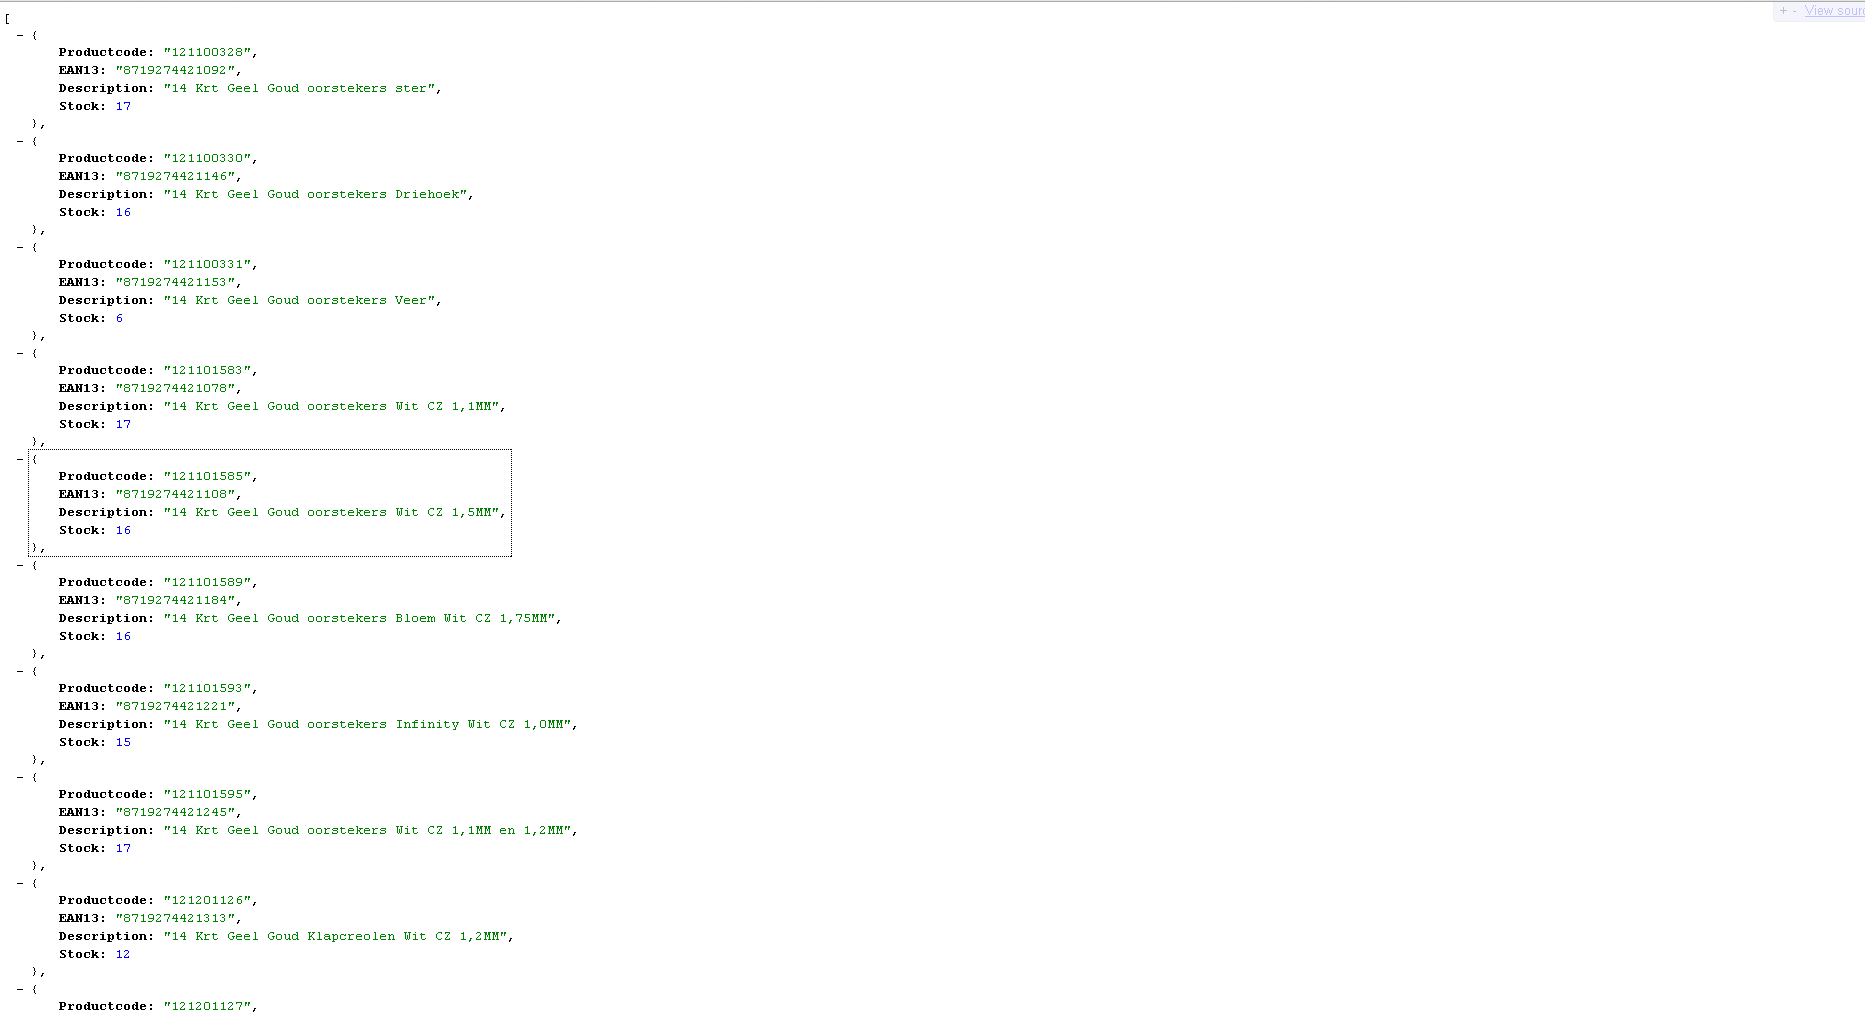 + - View sourc
[
- {
Productcode: "121100328",
EAN13: "8719274421092",
Description: "14 Krt Geel Goud oorstekers ster",
Stock: 17
},
- {
Productcode: "121100330",
EAN13: "8719274421146",
Description: "14 Krt Geel Goud oorstekers Driehoek",
Stock: 16
},
- {
Productcode: "121100331",
EAN13: "8719274421153",
Description: "14 Krt Geel Goud oorstekers Veer",
Stock: 6
},
- {
Productcode: "121101583",
EAN13: "8719274421078",
Description: "14 Krt Geel Goud oorstekers Wit CZ 1,1MM",
Stock: 17
},
- {
Productcode: "121101585",
EAN13: "8719274421108",
Description: "14 Krt Geel Goud oorstekers Wit CZ 1,5MM",
Stock: 16
},
- {
Productcode: "121101589",
EAN13: "8719274421184",
Description: "14 Krt Geel Goud oorstekers Bloem Wit CZ 1,75MM",
Stock: 16
},
- {
Productcode: "121101593",
EAN13: "8719274421221",
Description: "14 Krt Geel Goud oorstekers Infinity Wit CZ 1,0MM",
Stock: 15
},
- {
Productcode: "121101595",
EAN13: "8719274421245",
Description: "14 Krt Geel Goud oorstekers Wit CZ 1,1MM en 1,2MM",
Stock: 17
},
- {
Productcode: "121201126",
EAN13: "8719274421313",
Description: "14 Krt Geel Goud Klapcreolen Wit CZ 1,2MM",
Stock: 12
},
- {
Productcode: "121201127",